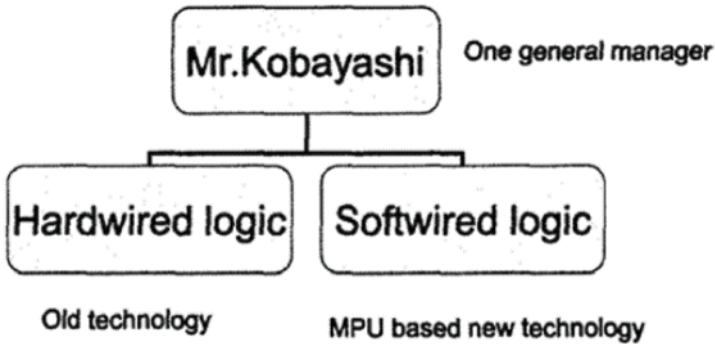 Mr.Kobayashi
One general manager
Hardwired logic
Softwired logic
Old technology
MPU based new technology